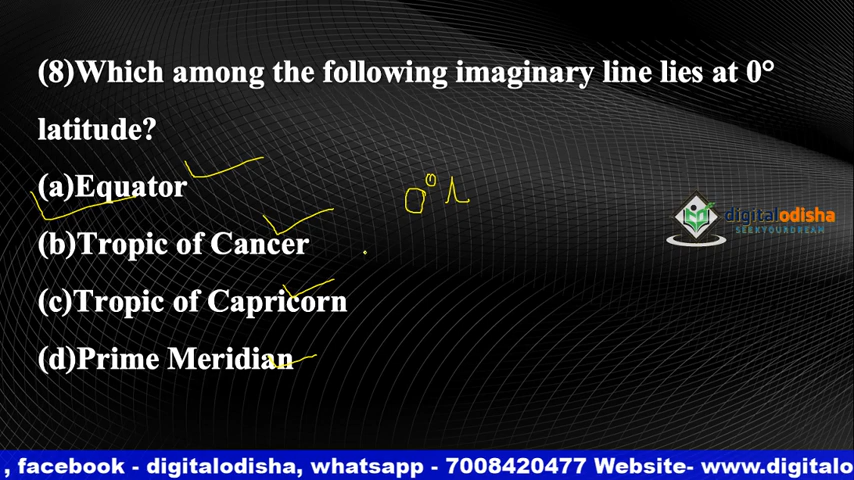 (8)Which among the following imaginary line lies at 0°
latitude?
(a)Equator
0°
(b)Tropic of Cancer
(c)Tropic of Capricorn
(d)Prime Meridian
digitalodisha
SEEKYOURDREAM
, facebook - digitalodisha, whatsapp - 7008420477 Website- www.digitalo